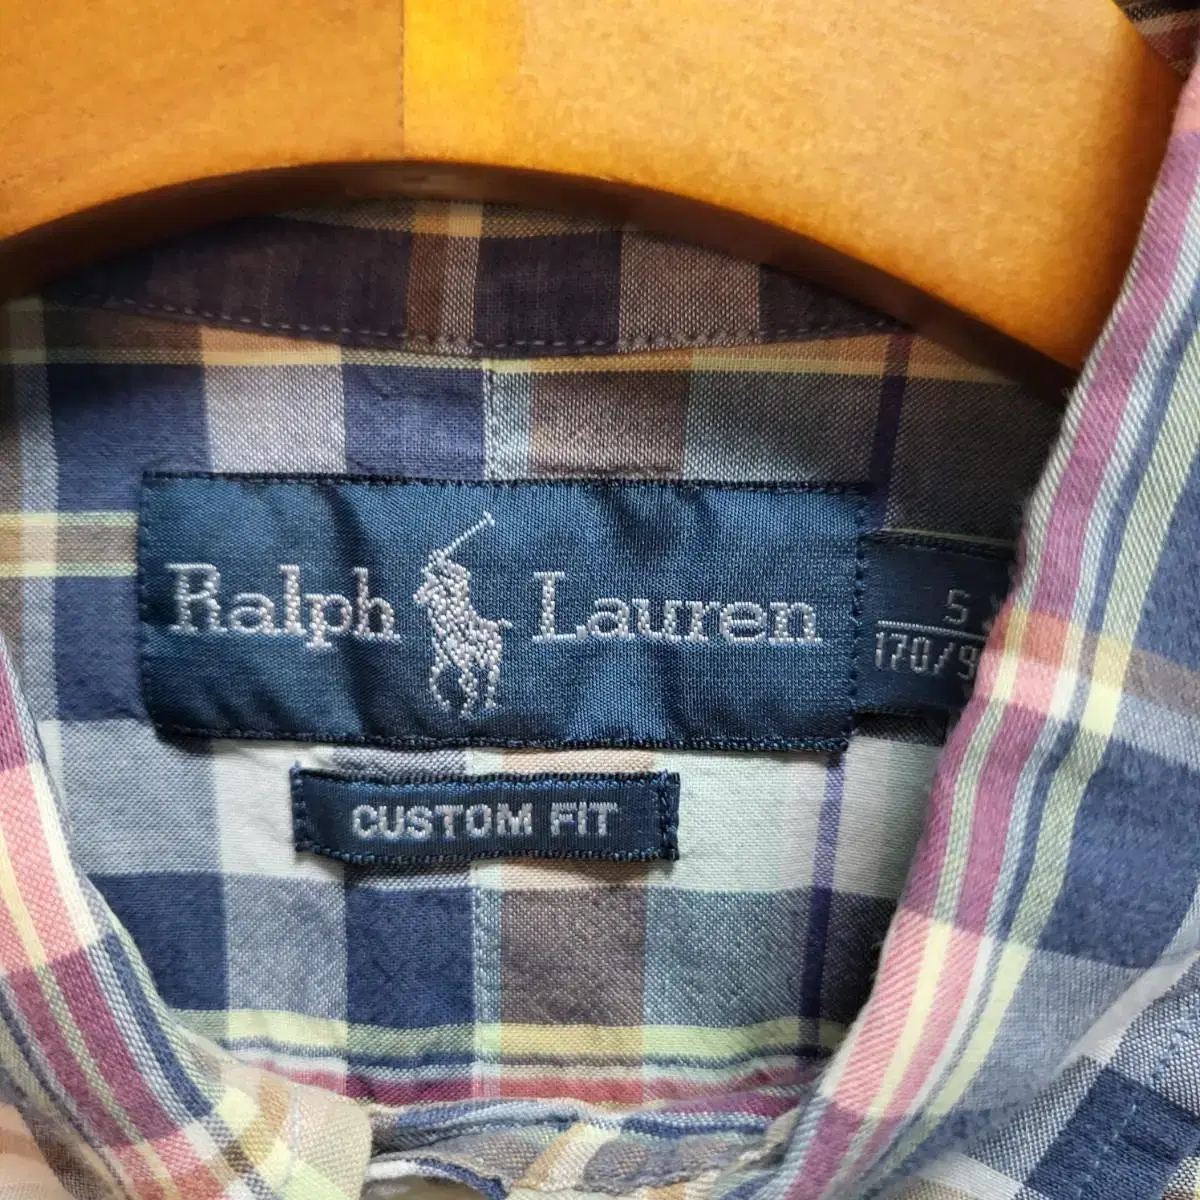 Ralph Lauren
S
170/9
CUSTOM FIT